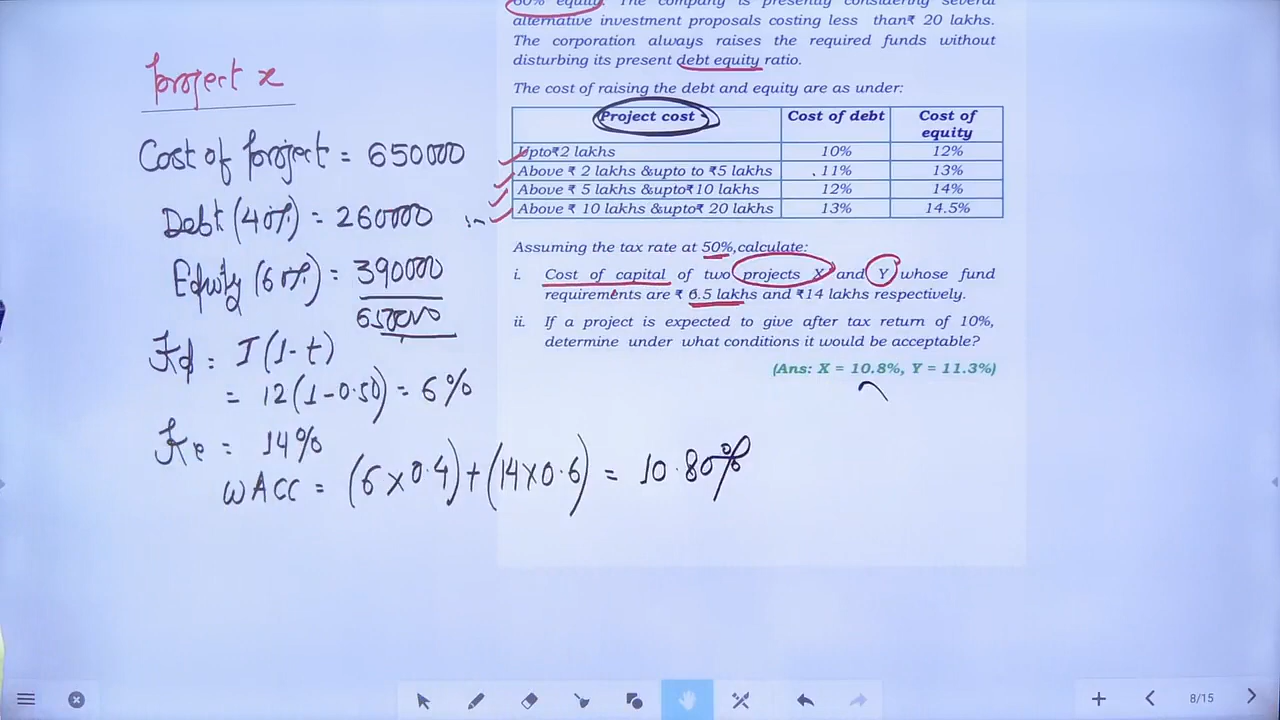 60% equity. The company is presently considering several
alternative investment proposals costing less than₹ 20 lakhs.
The corporation always raises the required funds without
disturbing its present debt equity ratio.
The cost of raising the debt and equity are as under:
Project cost Cost of debt Cost of equity
Upto₹2 lakhs 10% 12%
Above ₹ 2 lakhs &upto to ₹5 lakhs 11% 13%
Above ₹ 5 lakhs &upto₹10 lakhs 12% 14%
Above ₹ 10 lakhs &upto₹ 20 lakhs 13% 14.5%
Assuming the tax rate at 50%,calculate:
i. Cost of capital of two projects X and Y whose fund
requirements are ₹ 6.5 lakhs and ₹14 lakhs respectively.
ii. If a project is expected to give after tax return of 10%,
determine under what conditions it would be acceptable?
(Ans: X = 10.8%, Y = 11.3%)
Project x
Cost of project = 650000
Debt (40%) = 260000
Equity (60%) = 390000
650000
Kd = I(1-t)
= 12(1-0.50) = 6%
Ke = 14%
WACC = (6×0.4)+(14×0.6) = 10.80%
8/15